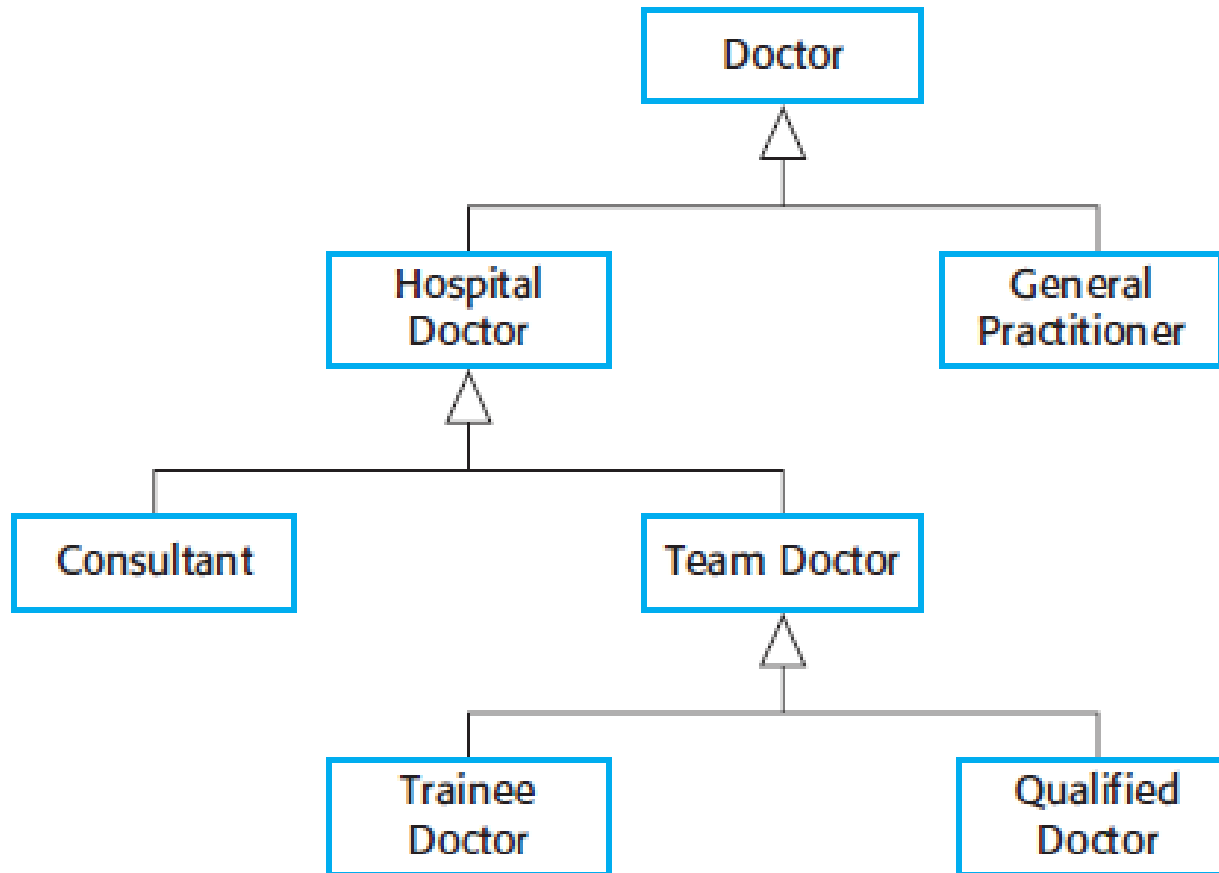 Doctor
Hospital
Doctor
General
Practitioner
Consultant
Team Doctor
Trainee
Doctor
Qualified
Doctor